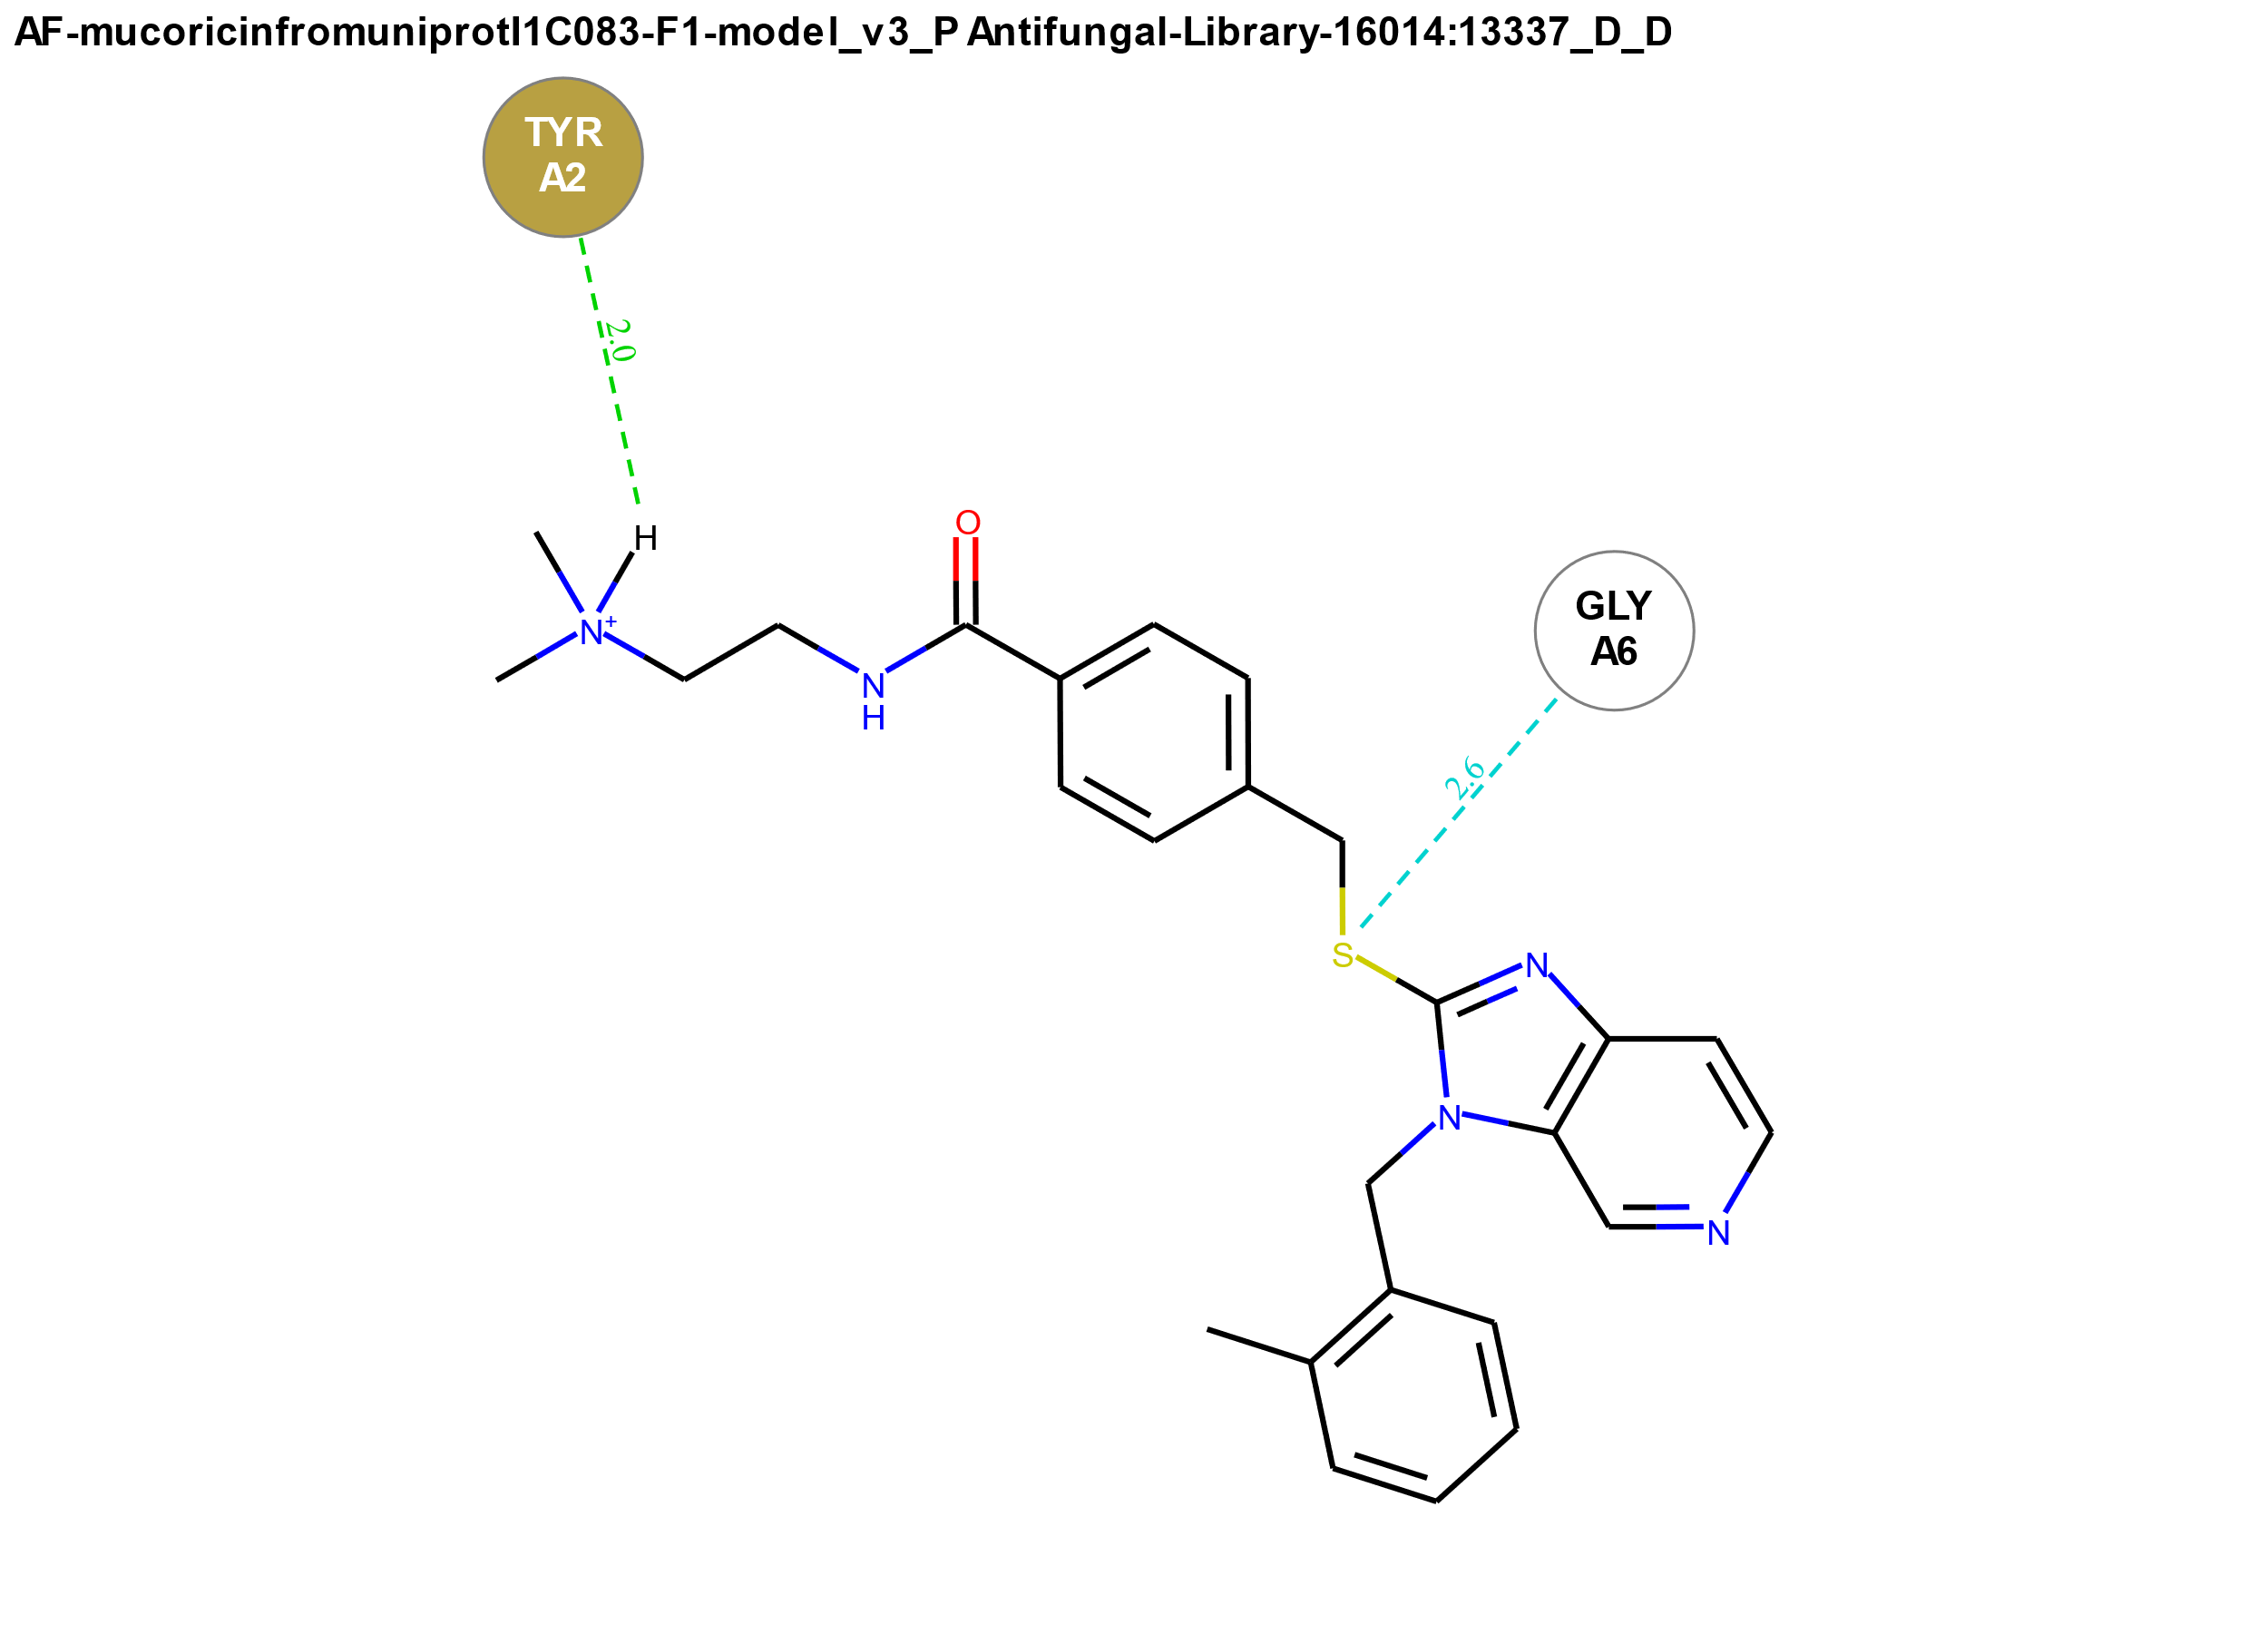 AF-mucoricinfromuniprotI1C083-F1-model_v3_P Antifungal-Library-16014:13337_D_D
TYR
A2
2.0
H
O
N+
N
H
GLY
A6
2.6
S
N
N
N